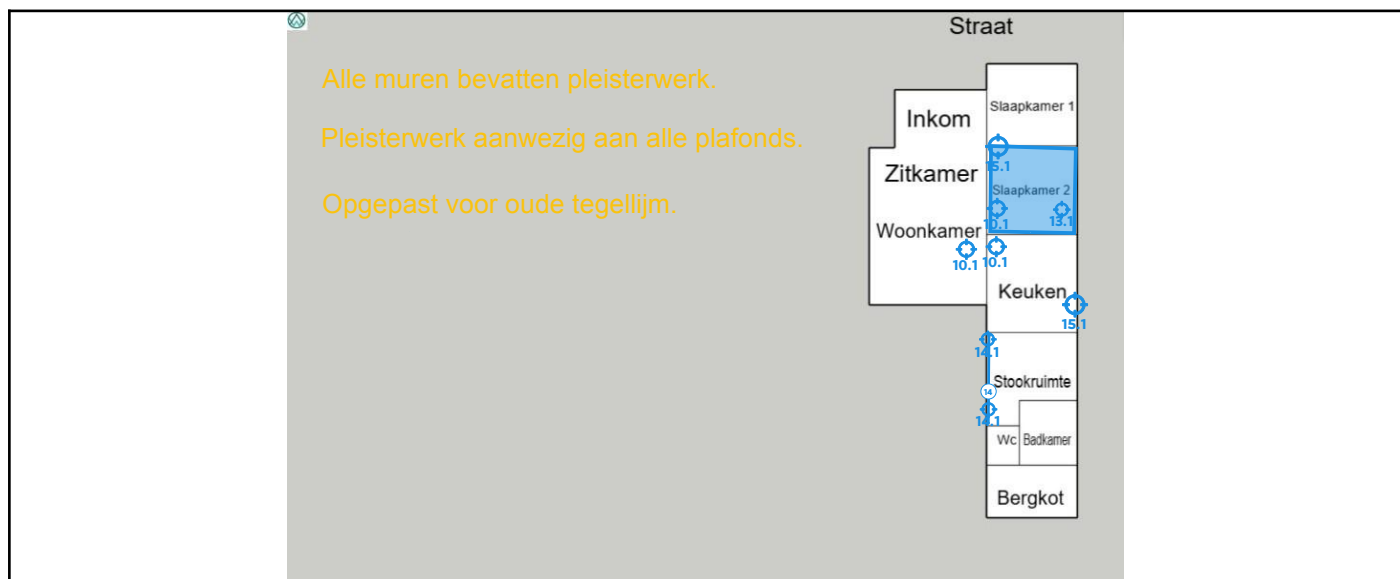 Straat
Alle muren bevatten pleisterwerk.
Slaapkamer 1
Inkom
Pleisterwerk aanwezig aan alle plafonds.
15.1
Zitkamer
Slaapkamer 2
Opgepast voor oude tegellijm.
10.1
13.1
Woonkamer
10.1
10.1
Keuken
15.1
14.1
Stookruimte
14
14.1
Wc
Badkamer
Bergkot